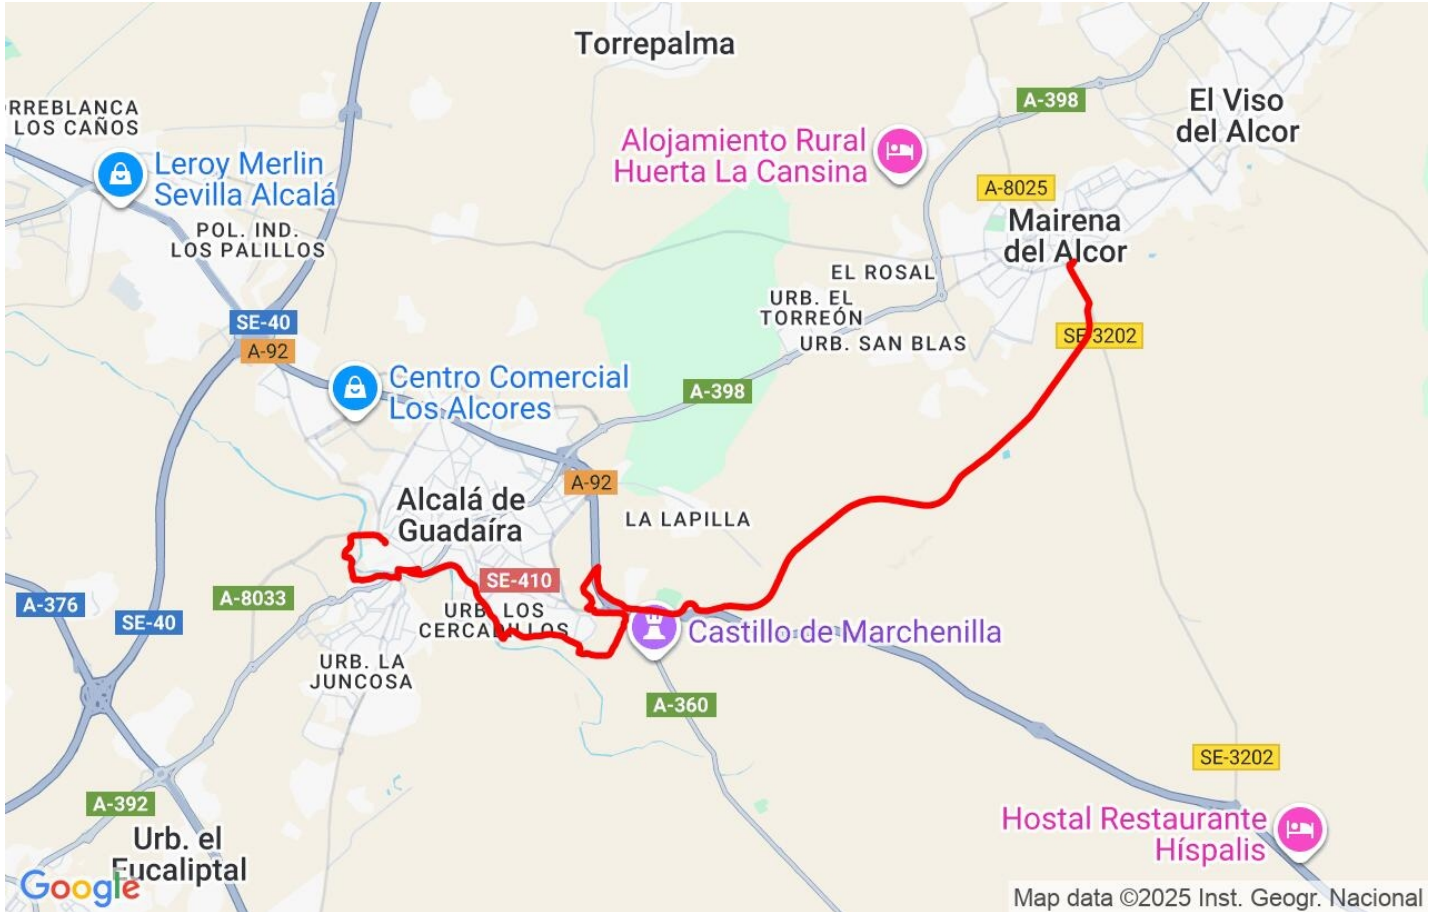 Torrepalma
A-398
El Viso
del Alcor
RREBLANCA
LOS CAÑOS
Alojamiento Rural
Huerta La Cansina
Leroy Merlin
Sevilla Alcalá
A-8025
Mairena
del Alcor
POL. IND.
LOS PALILLOS
EL ROSAL
URB. EL
TORREÓN
SE-40
A-92
SE-3202
URB. SAN BLAS
Centro Comercial
Los Alcores
A-398
A-92
Alcalá de
Guadaíra
LA LAPILLA
SE-410
A-376
A-8033
SE-40
URB. LOS
CERCADILLOS
Castillo de Marchenilla
URB. LA
JUNCOSA
A-360
SE-3202
A-392
Urb. el
Eucaliptal
Hostal Restaurante
Híspalis
Google
Map data ©2025 Inst. Geogr. Nacional